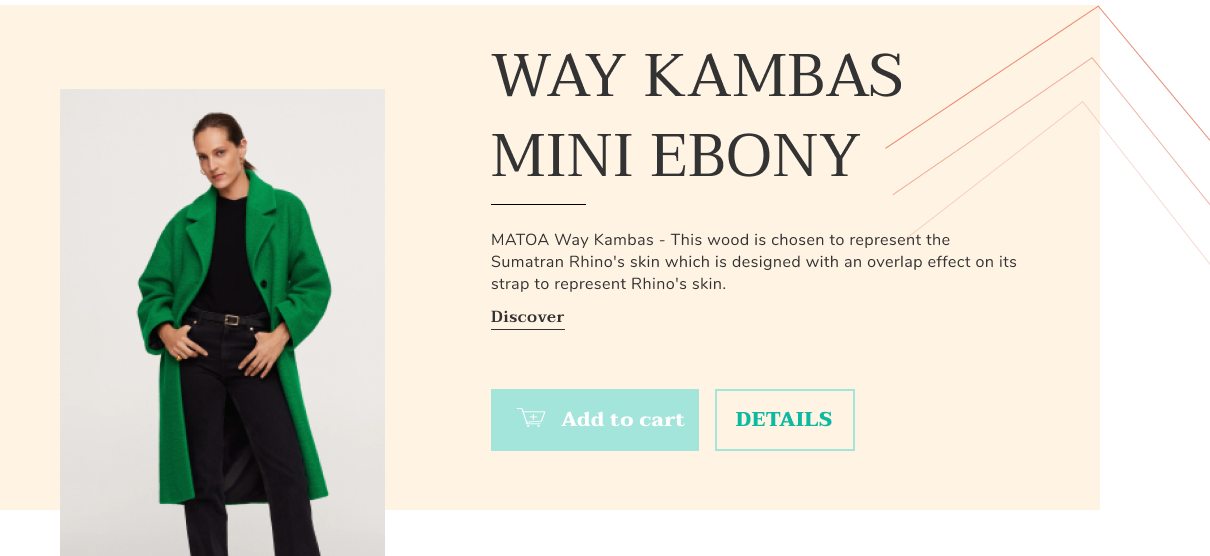 WAY KAMBAS
MINI EBONY
MATOA Way Kambas - This wood is chosen to represent the
Sumatran Rhino's skin which is designed with an overlap effect on its
strap to represent Rhino's skin.
Discover
Add to cart
DETAILS